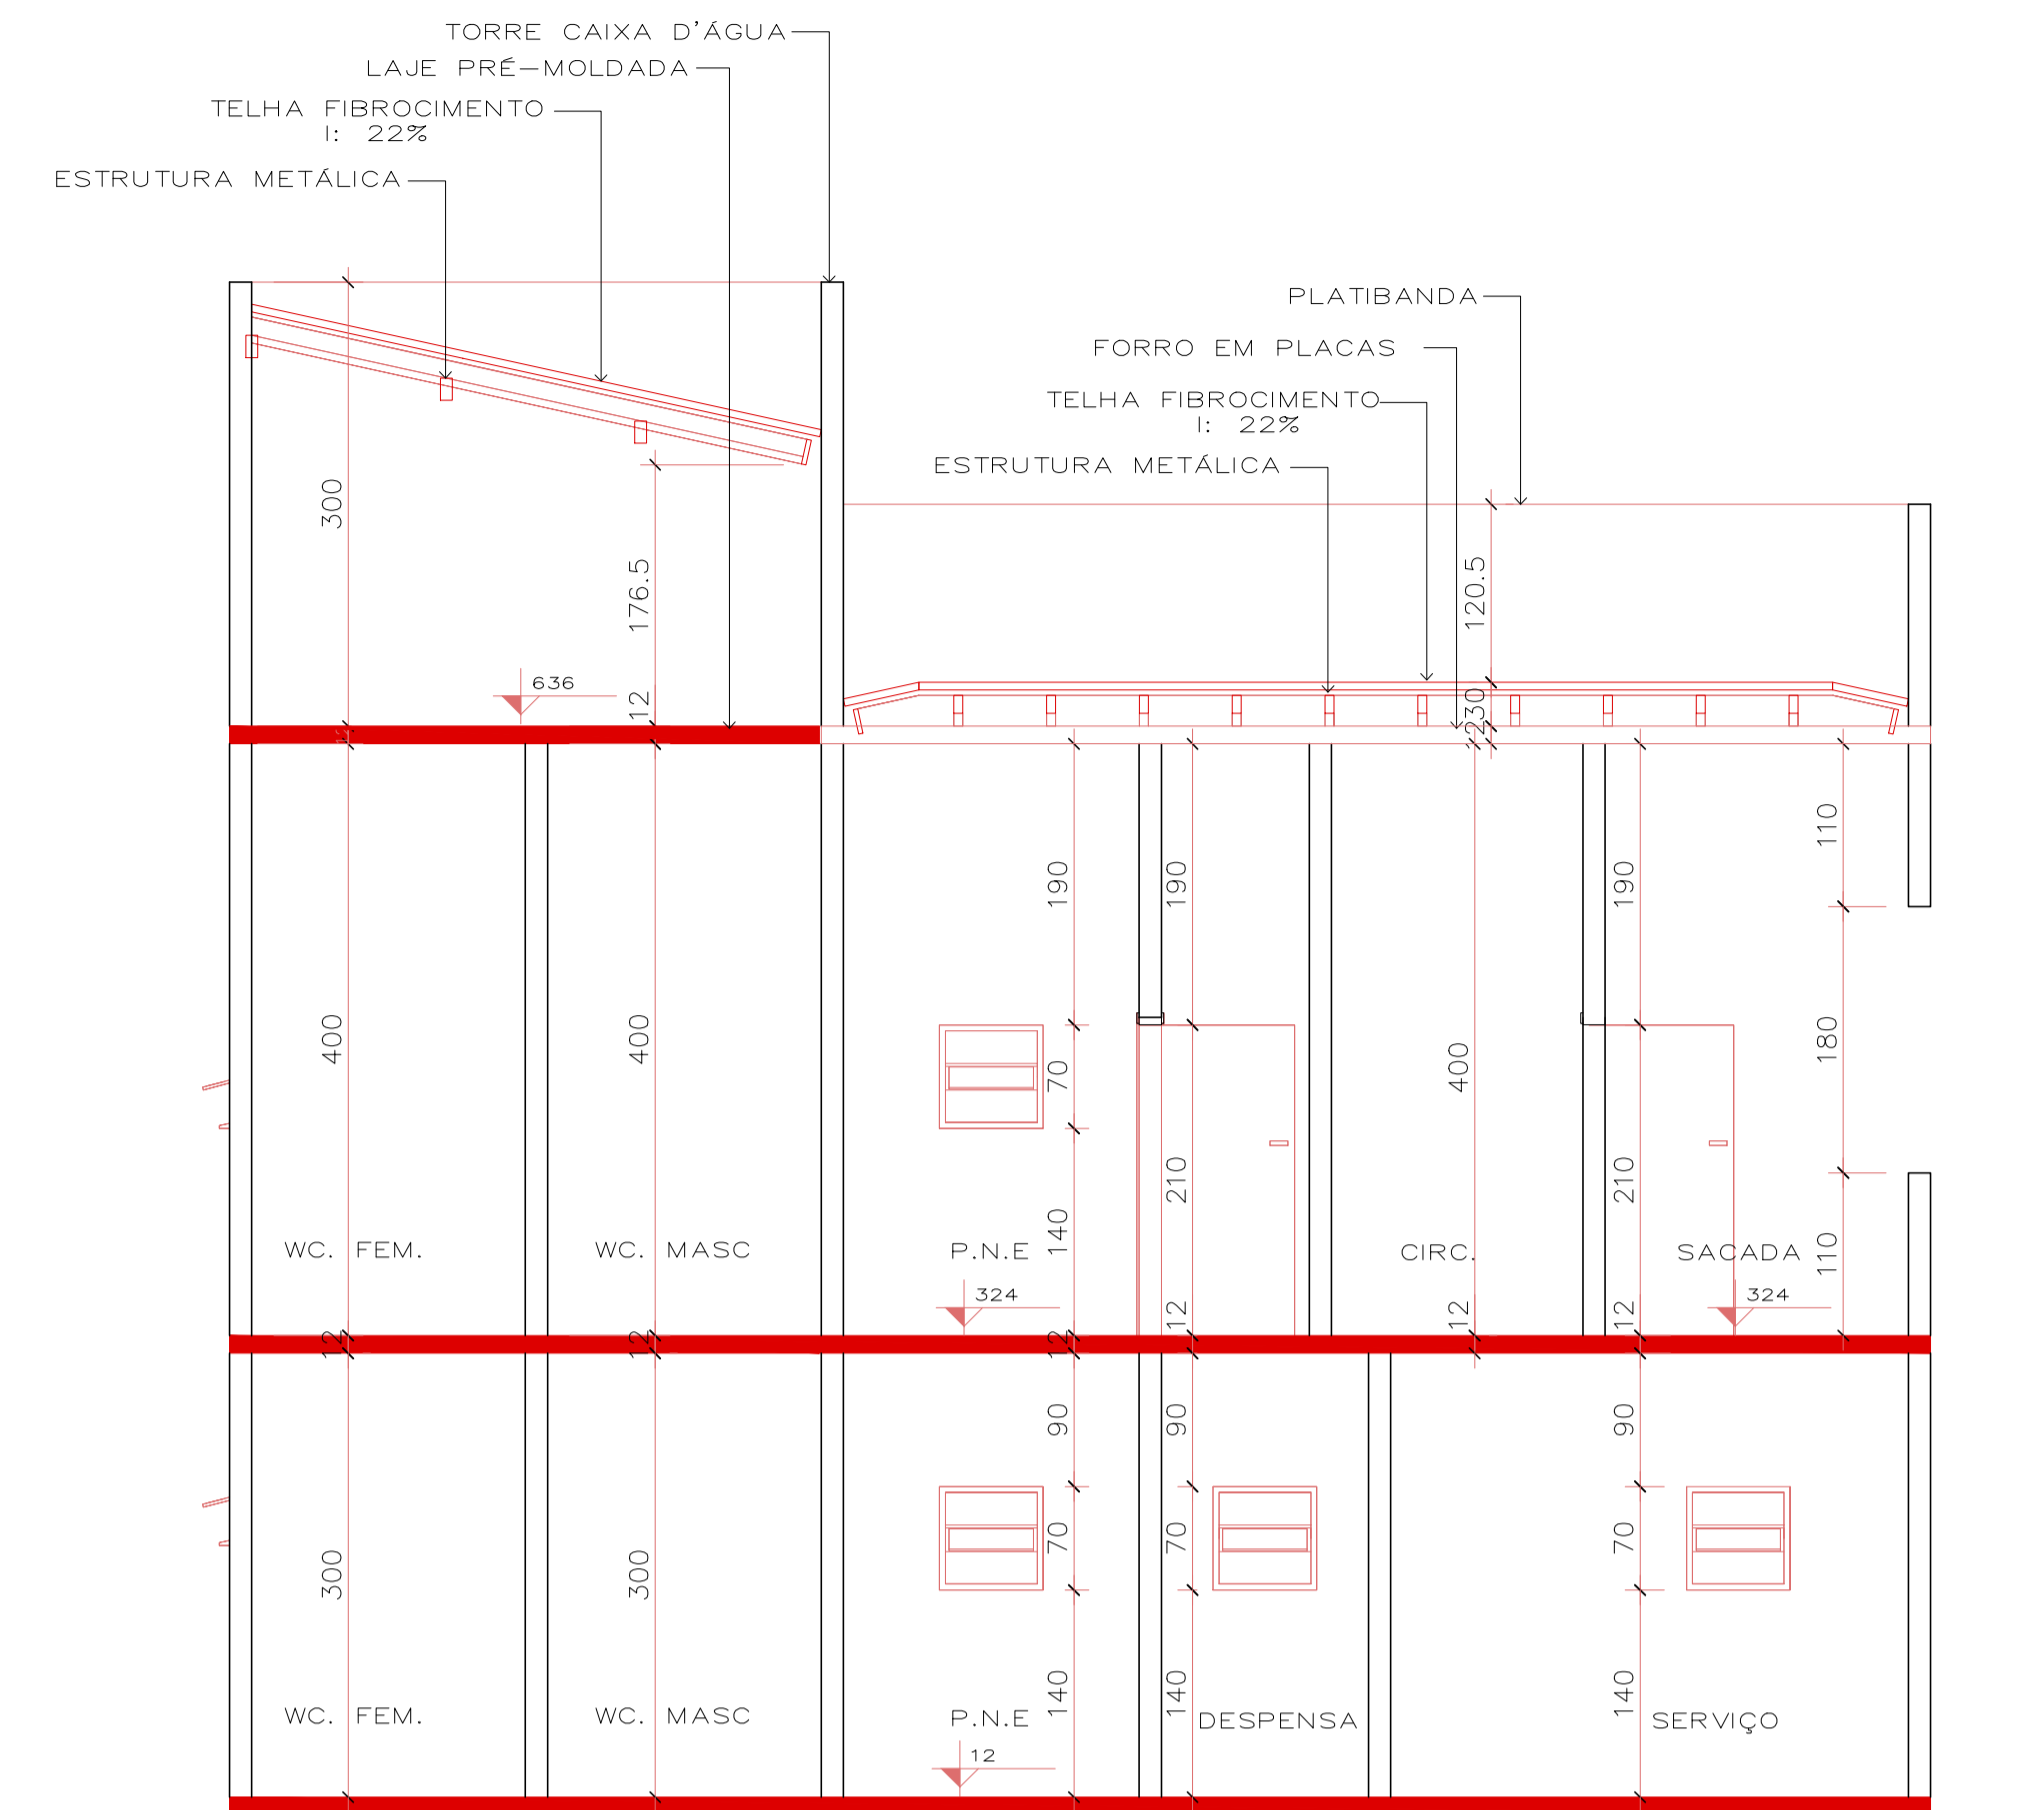 TORRE CAIXA D'ÁGUA
LAJE PRÉ-MOLDADA
TELHA FIBROCIMENTO
I: 22%
ESTRUTURA METÁLICA
PLATIBANDA
FORRO EM PLACAS
TELHA FIBROCIMENTO
I: 22%
ESTRUTURA METÁLICA
300
176.5
120.5
636
12
230
110
190
190
190
400
400
400
70
180
210
210
140
110
WC. FEM.
WC. MASC
P.N.E
CIRC.
SACADA
324
324
12
12
12
12
12
12
90
90
90
70
70
70
300
300
140
140
140
WC. FEM.
WC. MASC
P.N.E
DESPENSA
SERVIÇO
12